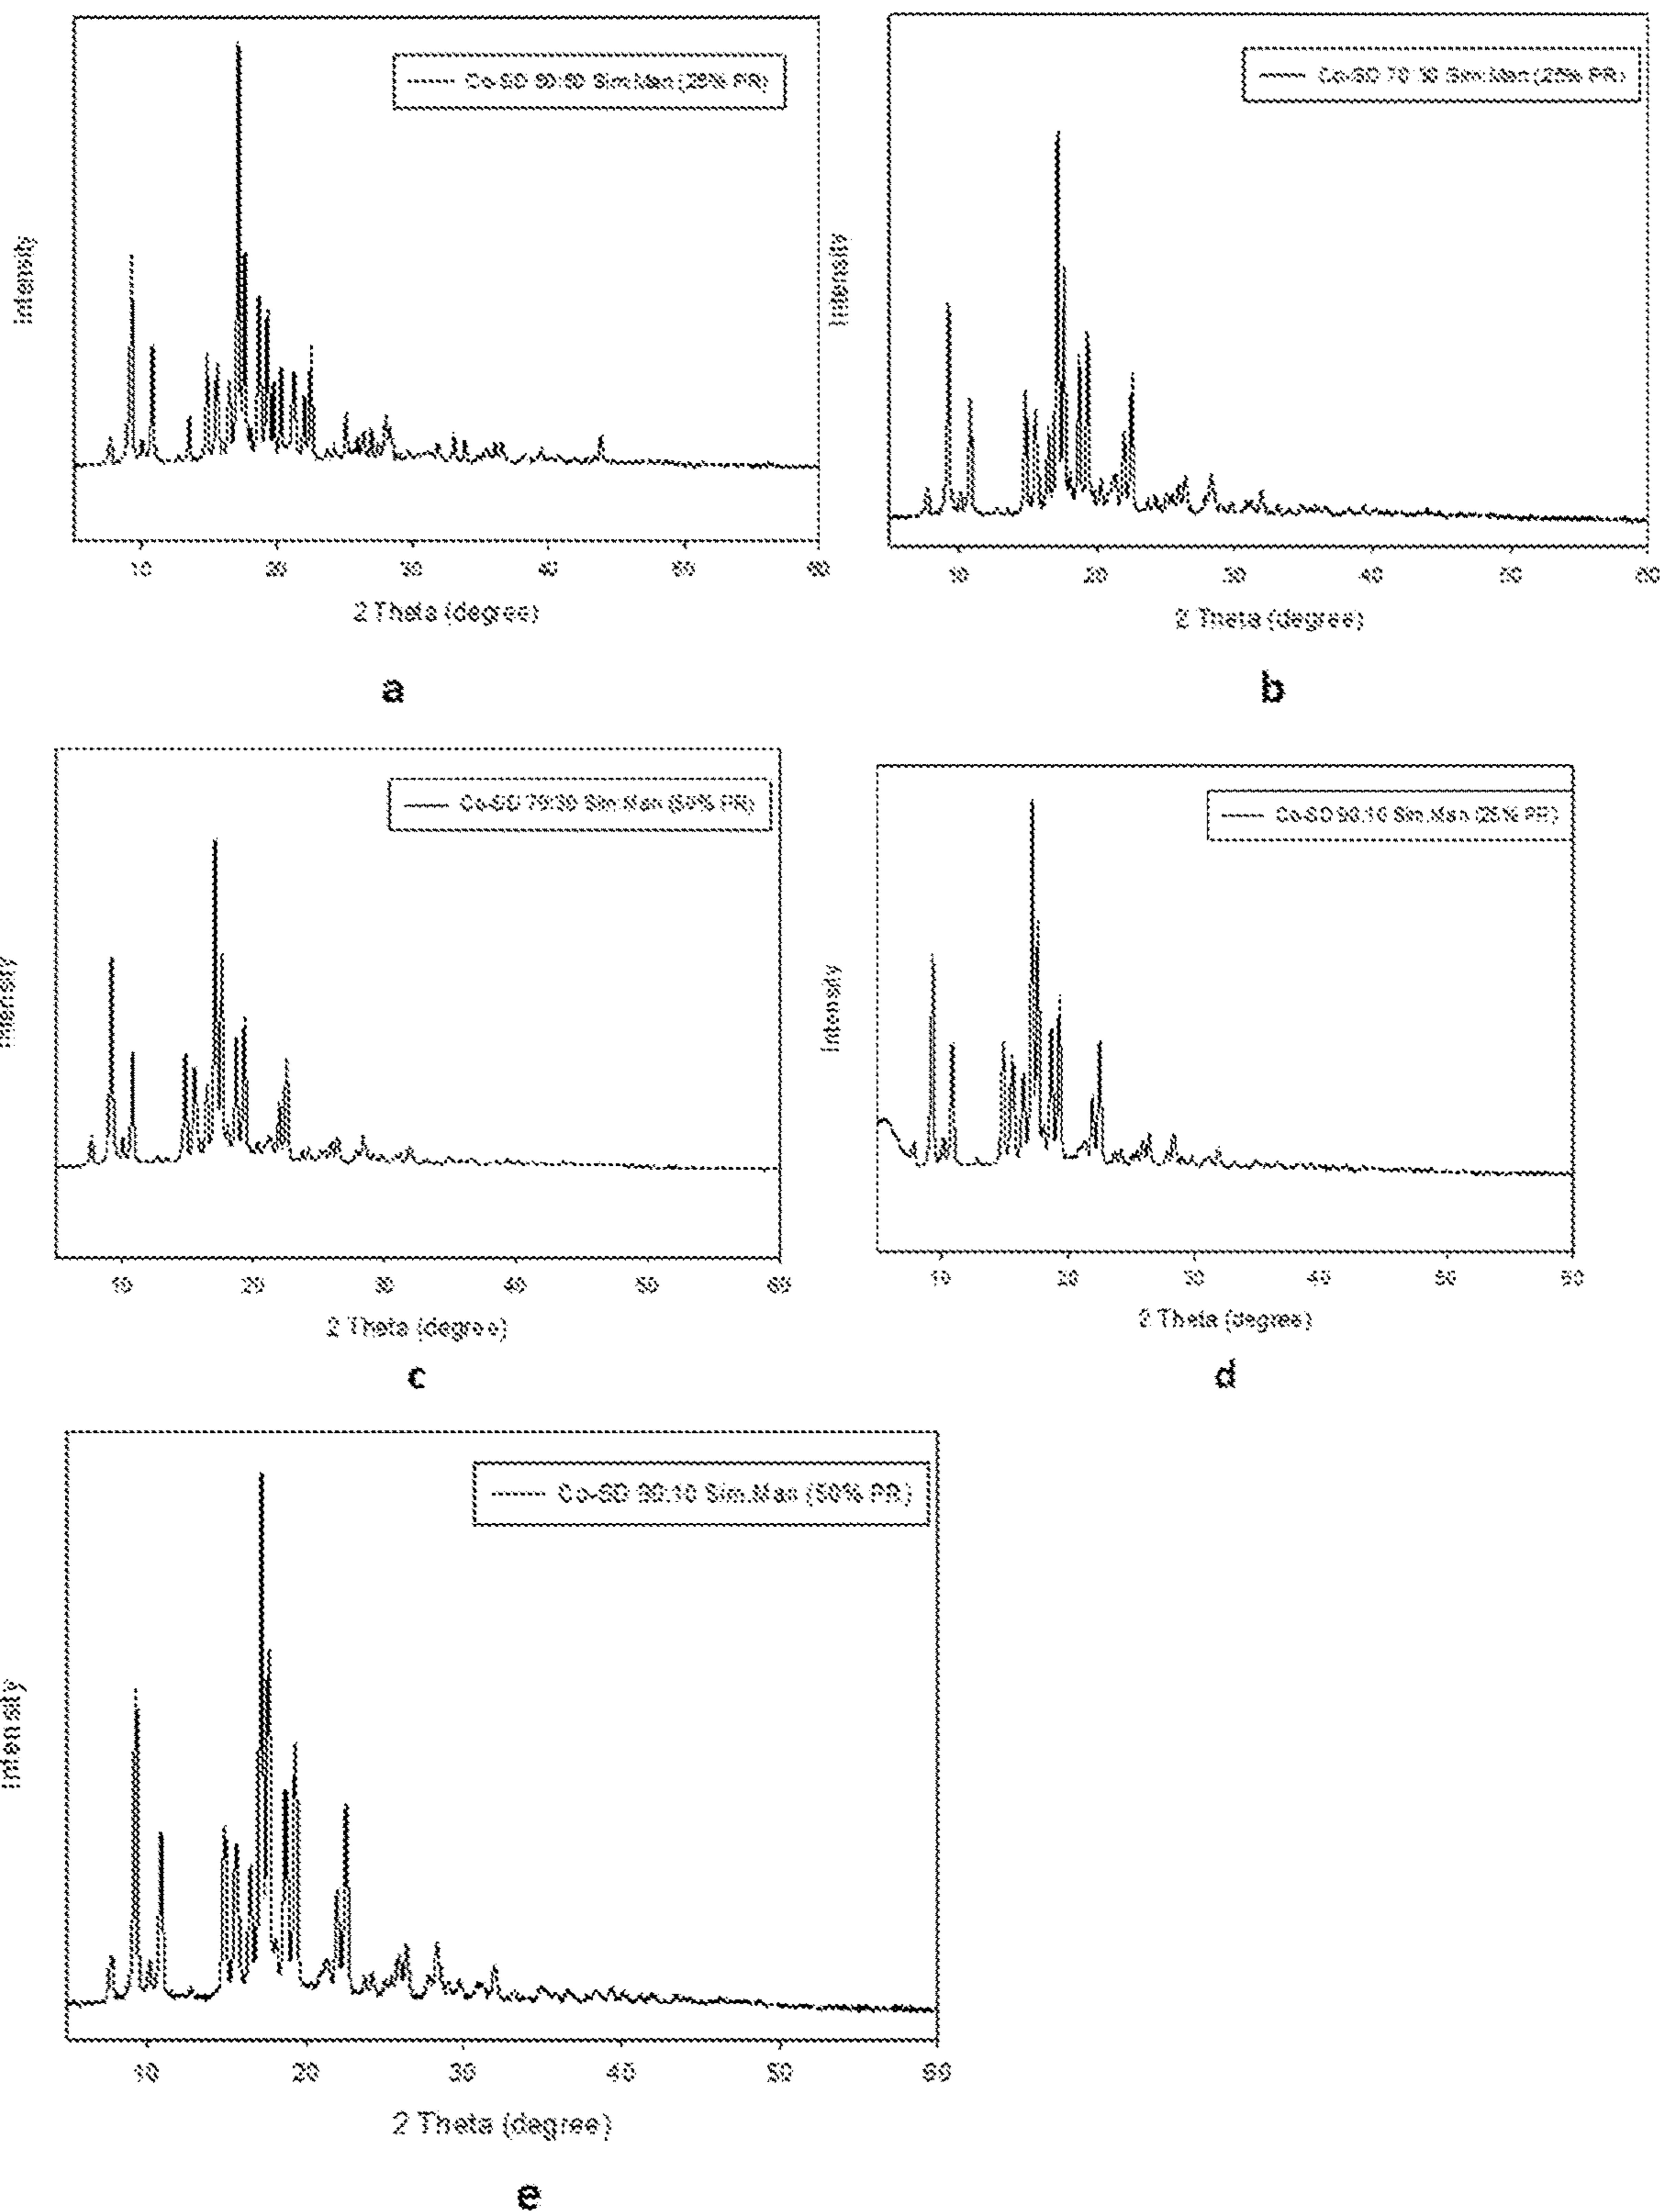 Co-SD 50:50 Sim:Man (25% PR)
Intensity
10 20 30 40 50 60
2 Theta (degree)
a
Co-SD 70:30 Sim:Man (25% PR)
Intensity
10 20 30 40 50 60
2 Theta (degree)
b
Co-SD 70:30 Sim:Man (50% PR)
Intensity
10 20 30 40 50 60
2 Theta (degree)
c
Co-SD 90:10 Sim:Man (25% PR)
Intensity
10 20 30 40 50 60
2 Theta (degree)
d
Co-SD 90:10 Sim:Man (50% PR)
Intensity
10 20 30 40 50 60
2 Theta (degree)
e